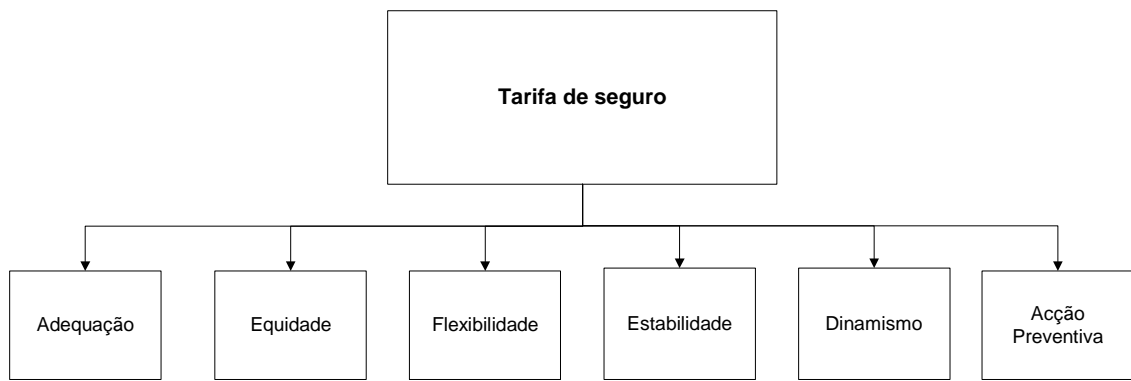 Tarifa de seguro
Adequação
Equidade
Flexibilidade
Estabilidade
Dinamismo
Acção
Preventiva